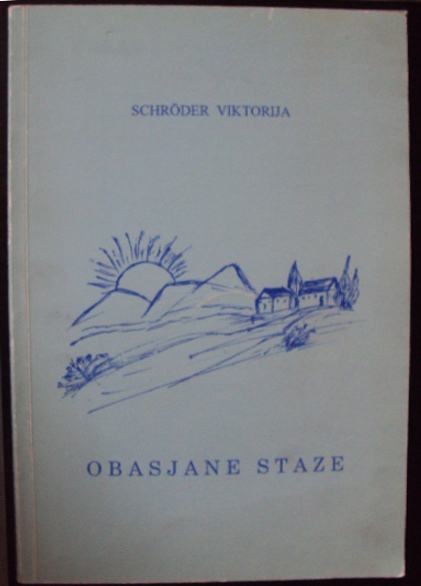 SCHRÖDER VIKTORIJA
OBASJANE STAZE